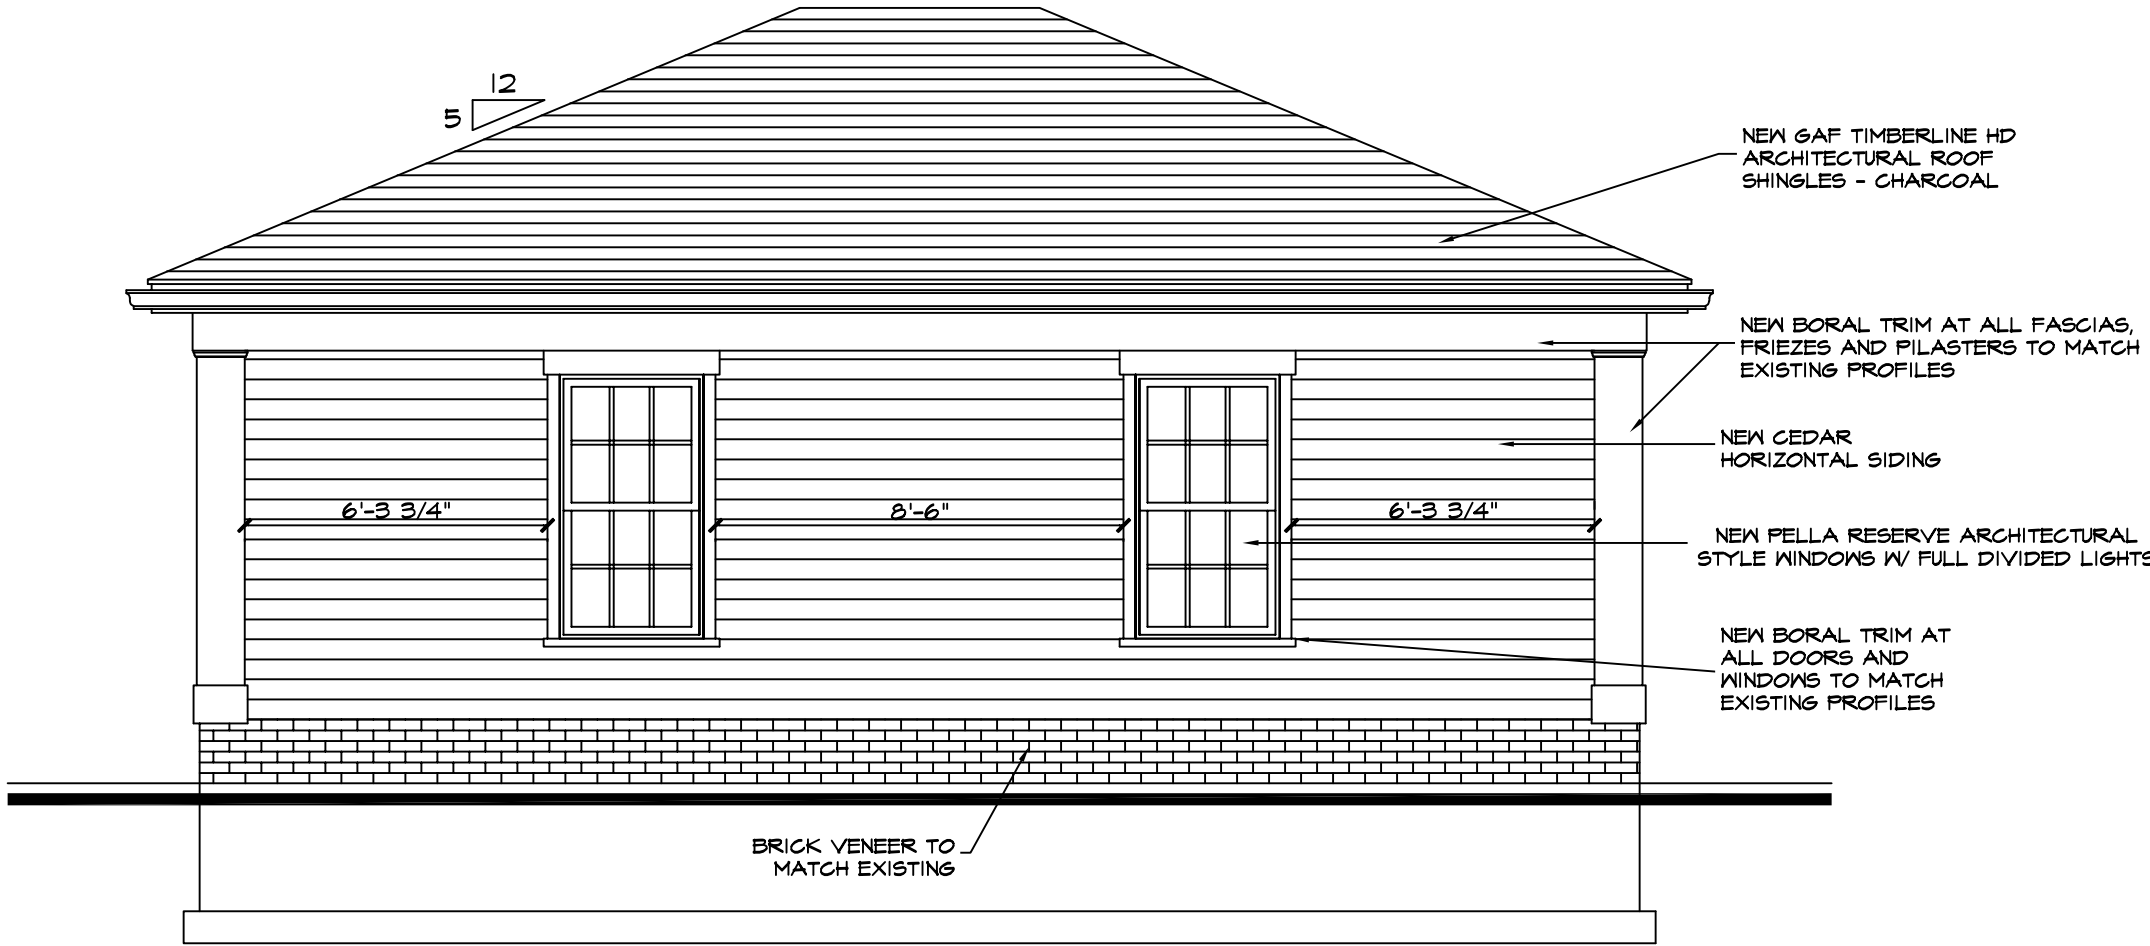 12
5
NEW GAF TIMBERLINE HD
ARCHITECTURAL ROOF
SHINGLES - CHARCOAL
NEW BORAL TRIM AT ALL FASCIAS,
FRIEZES AND PILASTERS TO MATCH
EXISTING PROFILES
NEW CEDAR
HORIZONTAL SIDING
6'-3 3/4"
8'-6"
6'-3 3/4"
NEW PELLA RESERVE ARCHITECTURAL
STYLE WINDOWS W/ FULL DIVIDED LIGHTS
NEW BORAL TRIM AT
ALL DOORS AND
WINDOWS TO MATCH
EXISTING PROFILES
BRICK VENEER TO
MATCH EXISTING